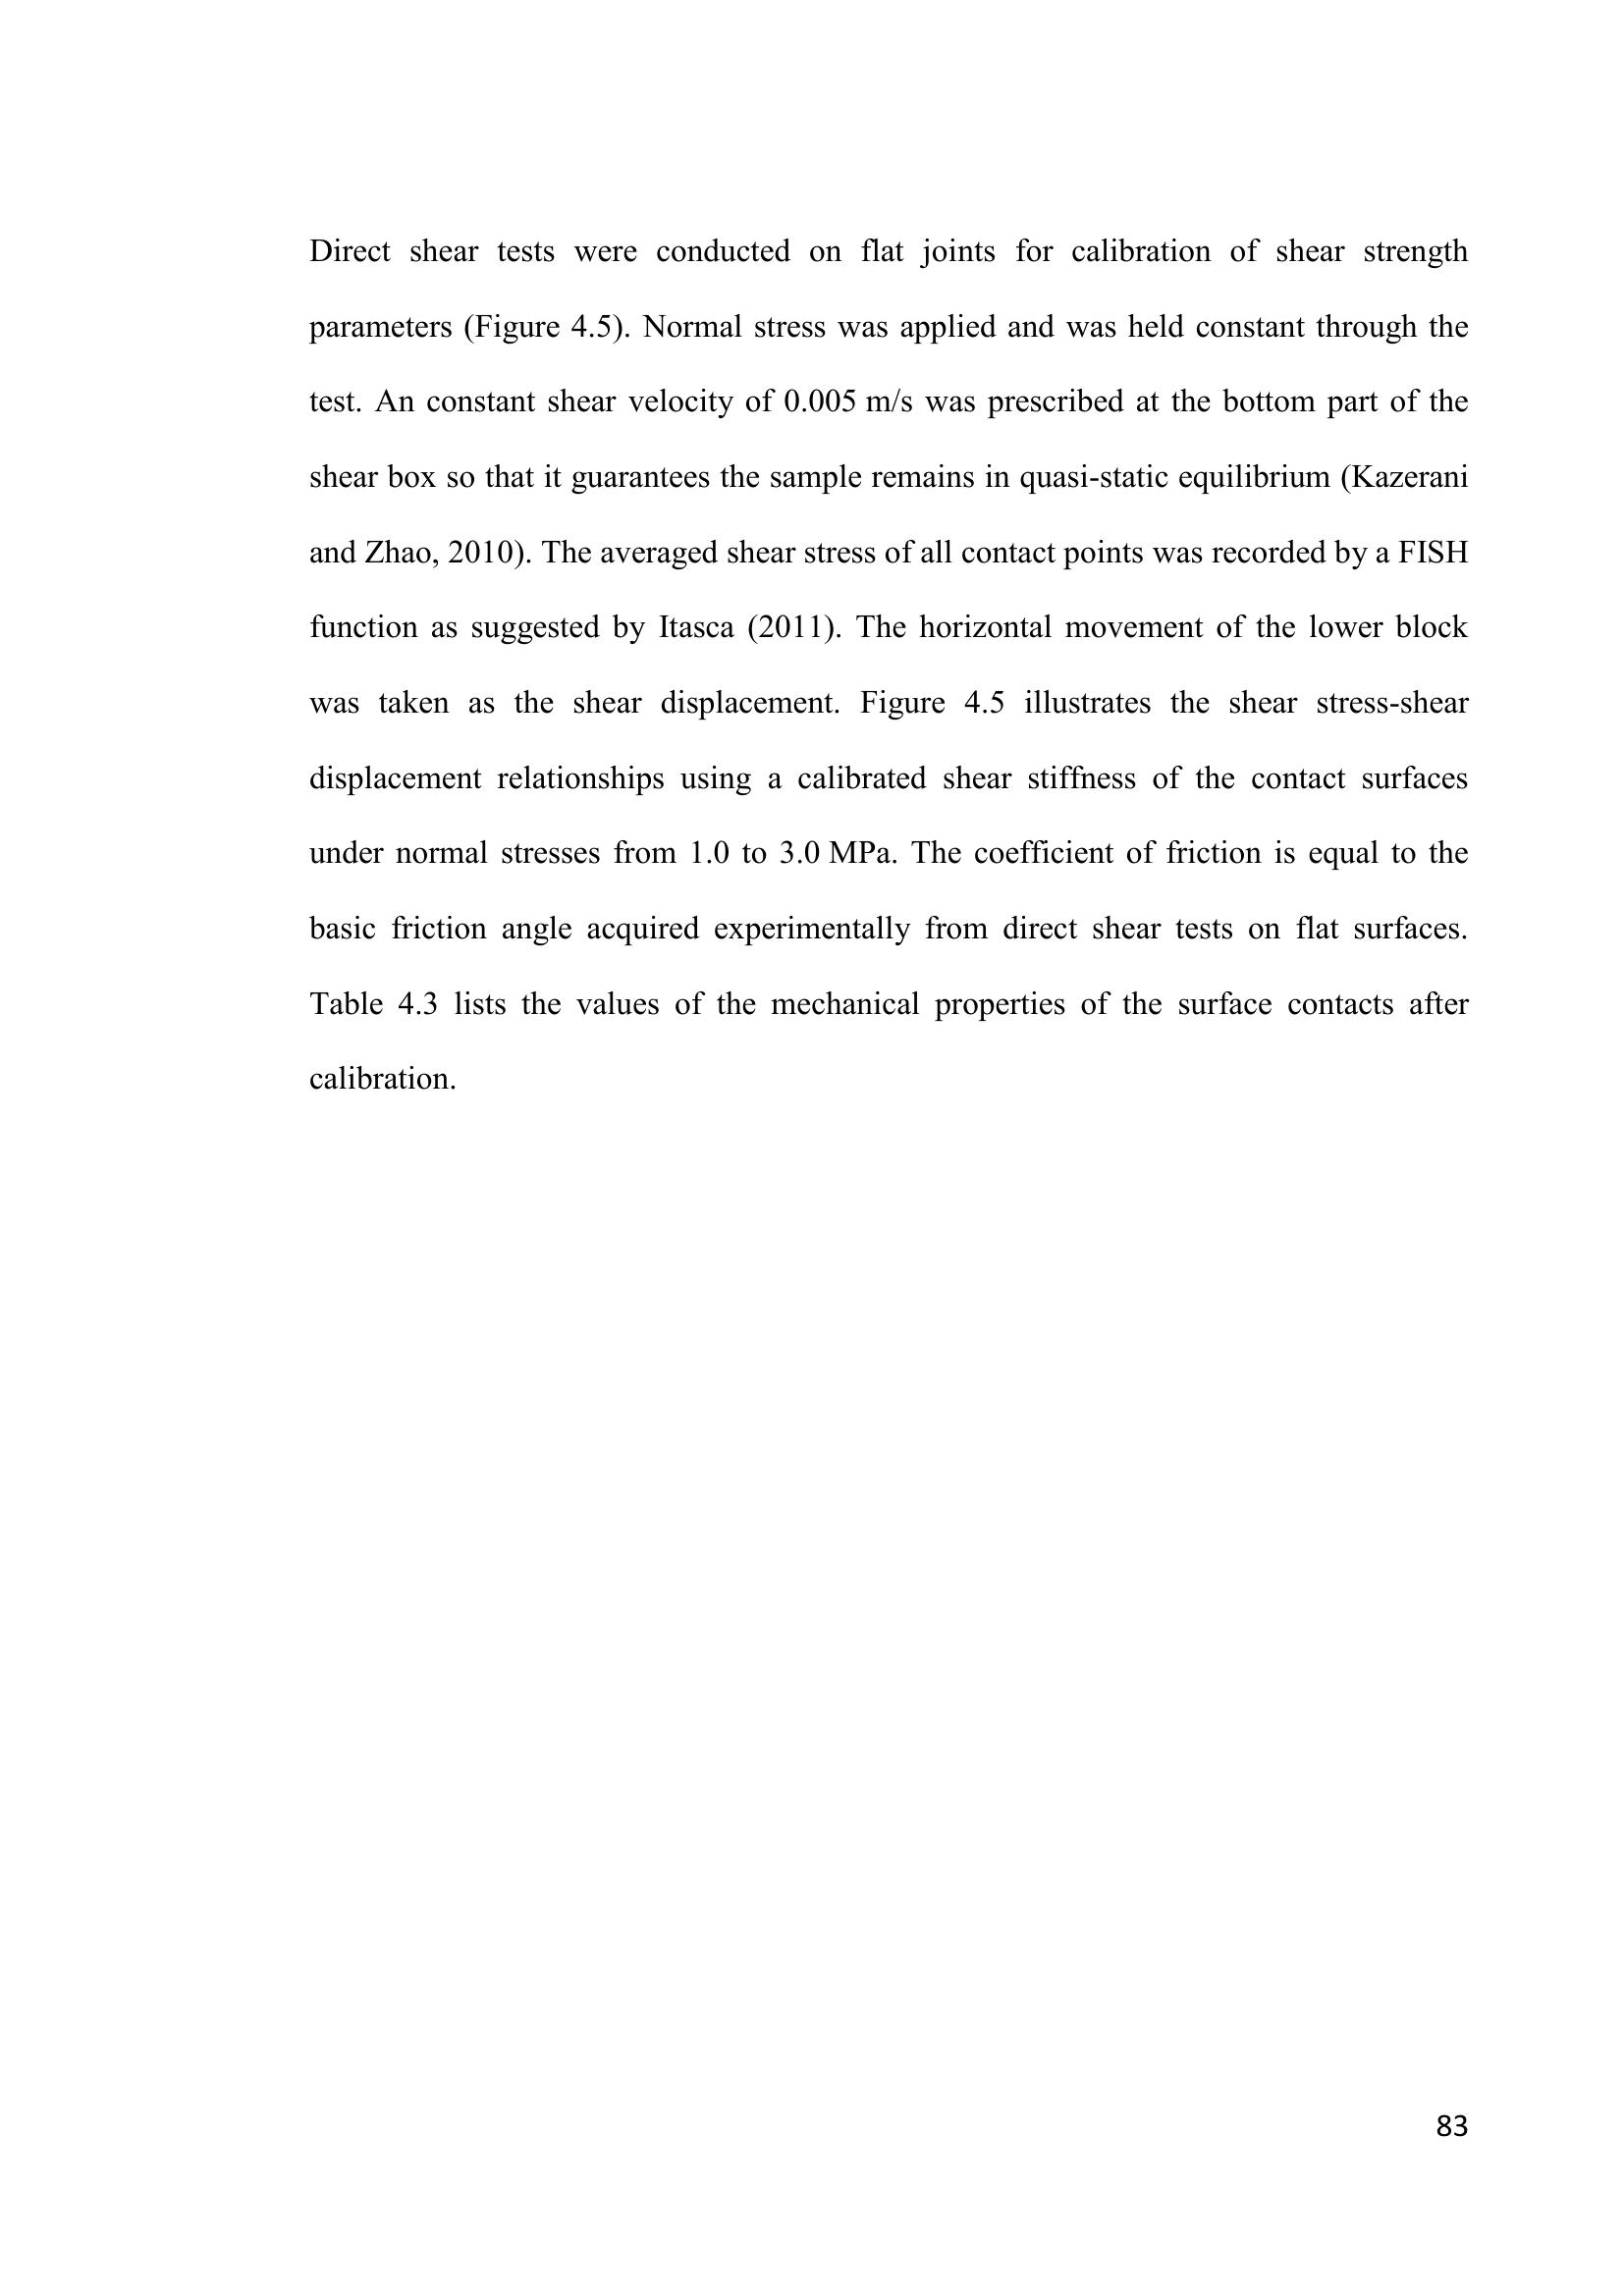 Direct shear tests were conducted on flat joints for calibration of shear strength
parameters (Figure 4.5). Normal stress was applied and was held constant through the
test. An constant shear velocity of 0.005 m/s was prescribed at the bottom part of the
shear box so that it guarantees the sample remains in quasi-static equilibrium (Kazerani
and Zhao, 2010). The averaged shear stress of all contact points was recorded by a FISH
function as suggested by Itasca (2011). The horizontal movement of the lower block
was taken as the shear displacement. Figure 4.5 illustrates the shear stress-shear
displacement relationships using a calibrated shear stiffness of the contact surfaces
under normal stresses from 1.0 to 3.0 MPa. The coefficient of friction is equal to the
basic friction angle acquired experimentally from direct shear tests on flat surfaces.
Table 4.3 lists the values of the mechanical properties of the surface contacts after
calibration.
83